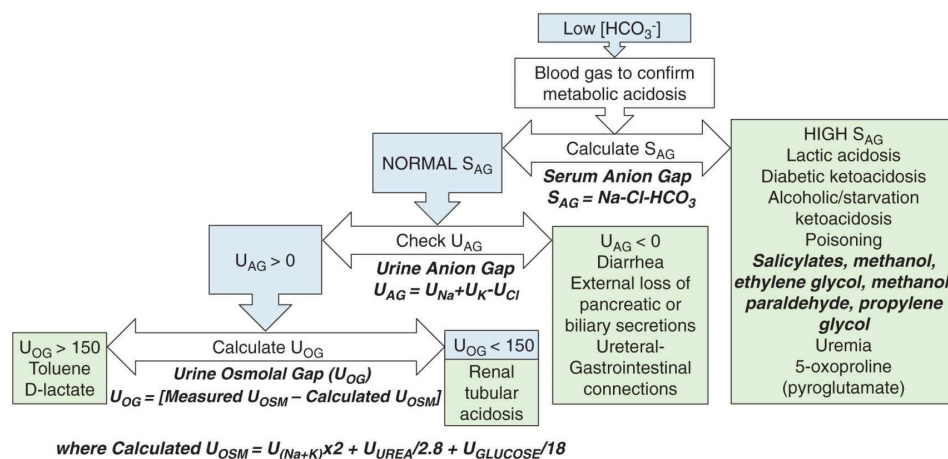 Low [HCO3-]
Blood gas to confirm
metabolic acidosis
Calculate SAG
Serum Anion Gap
SAG = Na-Cl-HCO3
NORMAL SAG
HIGH SAG
Lactic acidosis
Diabetic ketoacidosis
Alcoholic/starvation
ketoacidosis
Poisoning
Salicylates, methanol,
ethylene glycol, methanol
paraldehyde, propylene
glycol
Uremia
5-oxoproline
(pyroglutamate)
Check UAG
Urine Anion Gap
UAG = UNa+UK-UCl
UAG > 0
UAG < 0
Diarrhea
External loss of
pancreatic or
biliary secretions
Ureteral-
Gastrointestinal
connections
Calculate UOG
Urine Osmolal Gap (UOG)
UOG = [Measured UOSM – Calculated UOSM]
UOG > 150
Toluene
D-lactate
UOG < 150
Renal
tubular
acidosis
where Calculated UOSM = U(Na+K)x2 + UUREA/2.8 + UGLUCOSE/18